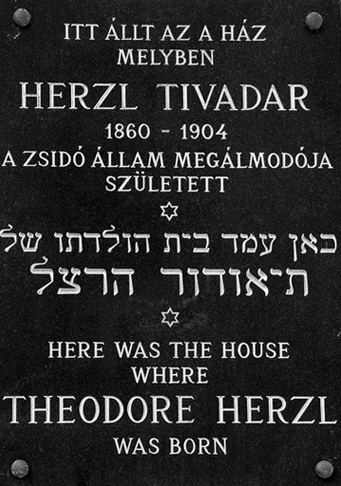 ITT ÁLLT AZ A HÁZ
MELYBEN
HERZL TIVADAR
1860 - 1904
A ZSIDÓ ÁLLAM MEGÁLMODÓJA
SZÜLETETT
כאן עמד בית הולדתו של
תיאודור הרצל
HERE WAS THE HOUSE
WHERE
THEODORE HERZL
WAS BORN